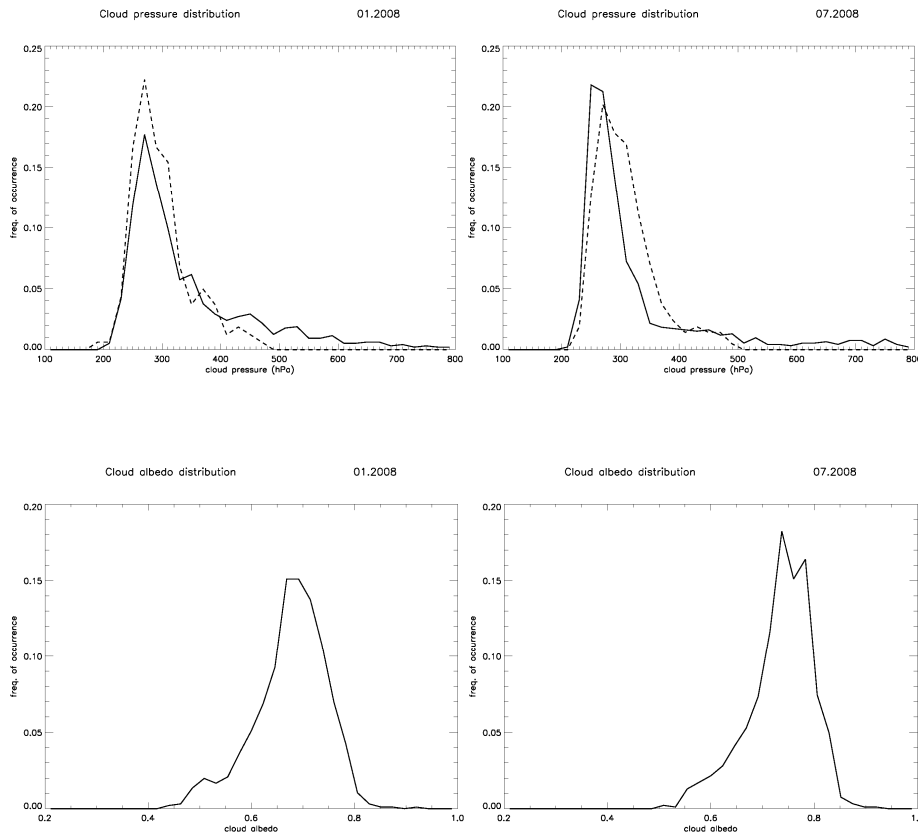 Cloud pressure distribution 01.2008
0.25
0.20
0.15
0.10
0.05
0.00
freq. of occurrence
100 200 300 400 500 600 700 800
cloud pressure (hPa)
Cloud pressure distribution 07.2008
0.25
0.20
0.15
0.10
0.05
0.00
freq. of occurrence
100 200 300 400 500 600 700 80
cloud pressure (hPa)
Cloud albedo distribution 01.2008
0.20
0.15
0.10
0.05
0.00
freq. of occurrence
0.2 0.4 0.6 0.8 1.0
cloud albedo
Cloud albedo distribution 07.2008
0.20
0.15
0.10
0.05
0.00
freq. of occurrence
0.2 0.4 0.6 0.8 1.
cloud albedo